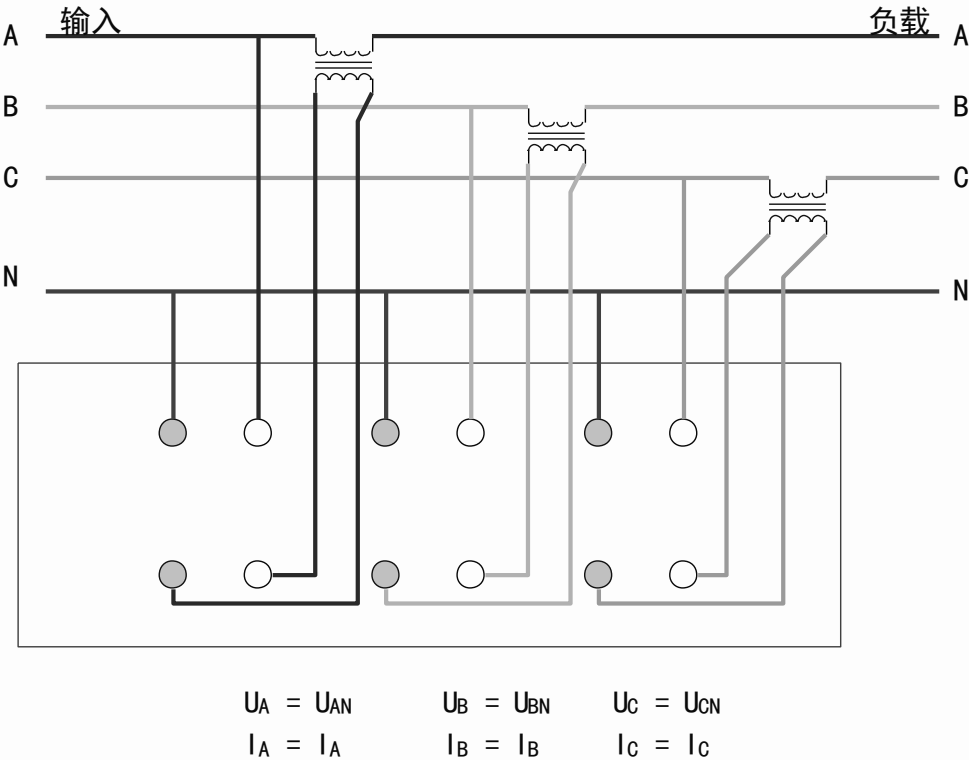 输入 负载
A A
B B
C C
N N
UA = UAN UB = UBN UC = UCN
IA = IA IB = IB IC = IC